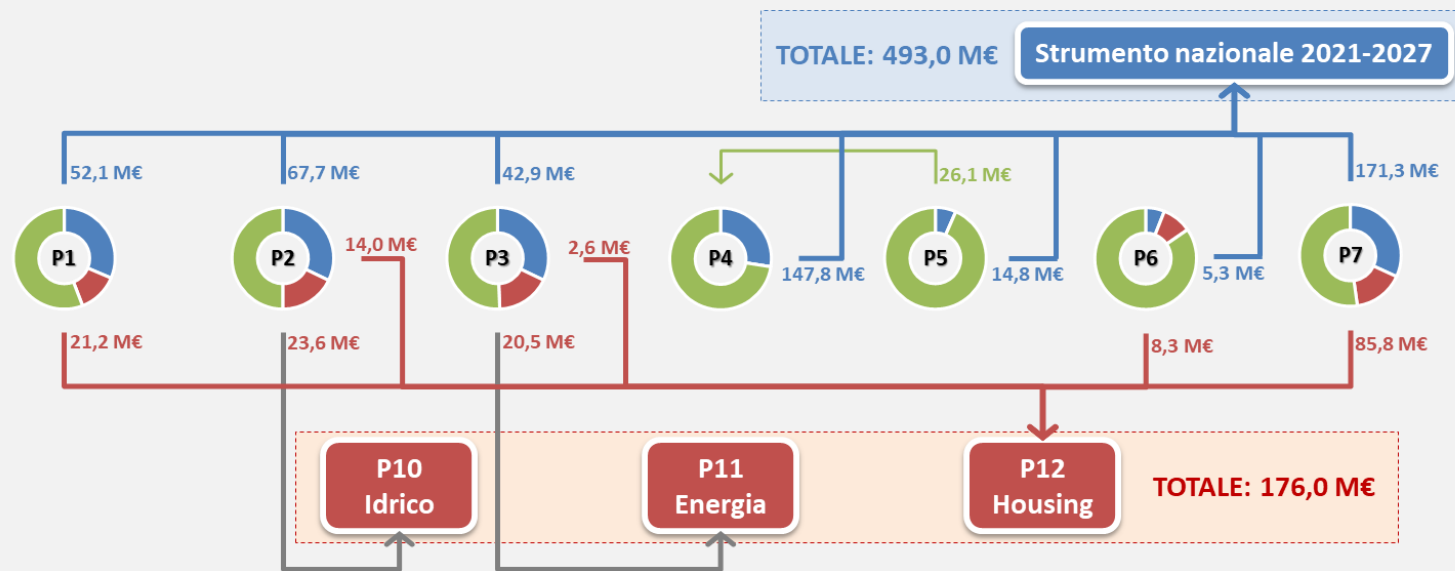 TOTALE: 493,0 M€
Strumento nazionale 2021-2027
52,1 M€
67,7 M€
42,9 M€
26,1 M€
171,3 M€
P1
P2
14,0 M€
P3
2,6 M€
P4
147,8 M€
P5
14,8 M€
P6
5,3 M€
P7
21,2 M€
23,6 M€
20,5 M€
8,3 M€
85,8 M€
P10
Idrico
P11
Energia
P12
Housing
TOTALE: 176,0 M€